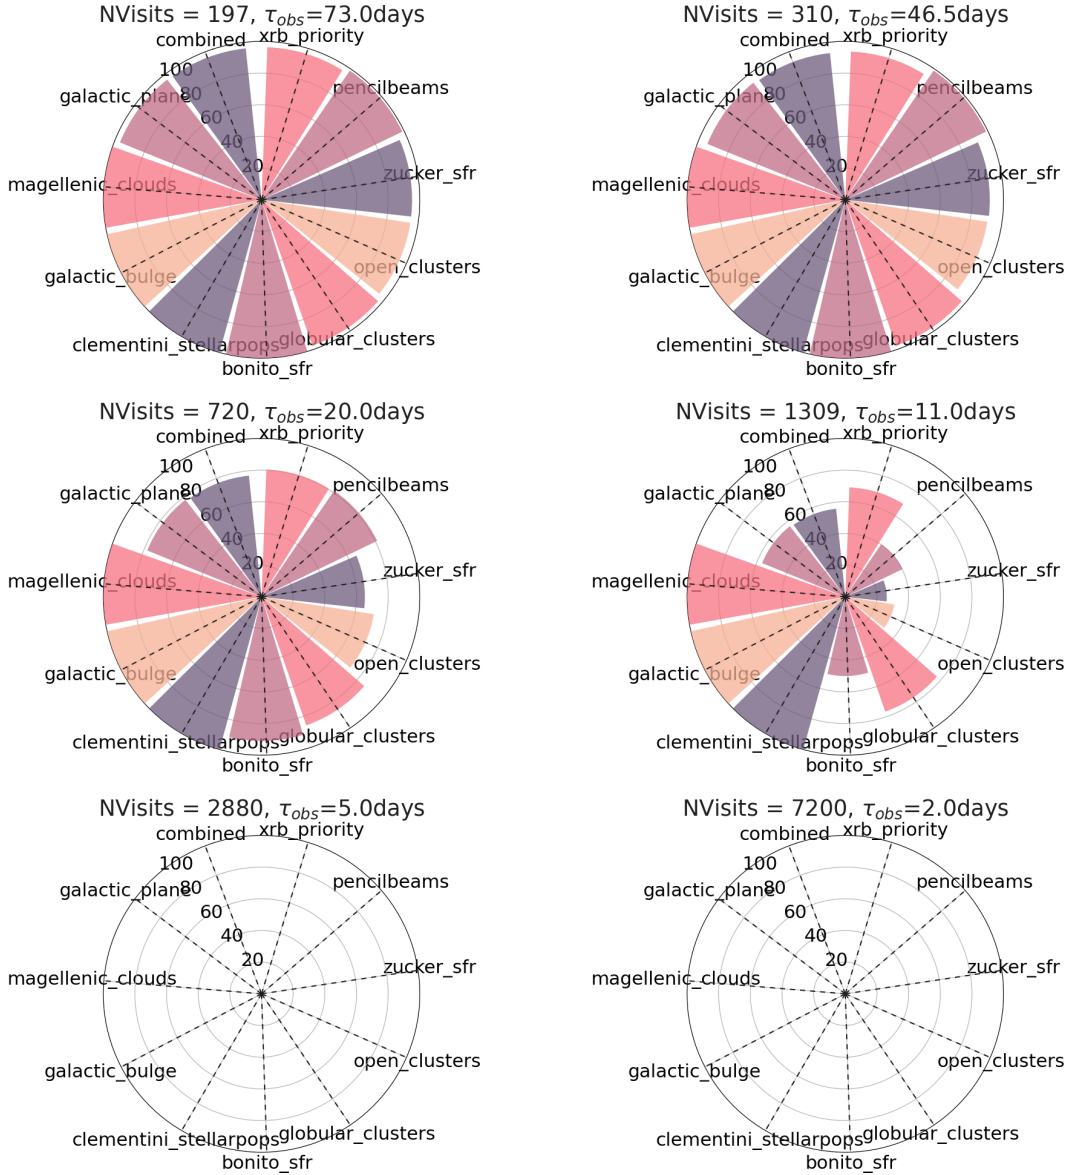 NVisits = 197, τobs=73.0days
combined
xrb_priority
pencilbeams
zucker_sfr
open_clusters
globular_clusters
bonito_sfr
clementini_stellarpops
galactic_bulge
magellenic_clouds
galactic_plane
100
80
60
40
20
NVisits = 310, τobs=46.5days
combined
xrb_priority
pencilbeams
zucker_sfr
open_clusters
globular_clusters
bonito_sfr
clementini_stellarpops
galactic_bulge
magellenic_clouds
galactic_plane
100
80
60
40
20
NVisits = 720, τobs=20.0days
combined
xrb_priority
pencilbeams
zucker_sfr
open_clusters
globular_clusters
bonito_sfr
clementini_stellarpops
galactic_bulge
magellenic_clouds
galactic_plane
100
80
60
40
20
NVisits = 1309, τobs=11.0days
combined
xrb_priority
pencilbeams
zucker_sfr
open_clusters
globular_clusters
bonito_sfr
clementini_stellarpops
galactic_bulge
magellenic_clouds
galactic_plane
100
80
60
40
20
NVisits = 2880, τobs=5.0days
combined
xrb_priority
pencilbeams
zucker_sfr
open_clusters
globular_clusters
bonito_sfr
clementini_stellarpops
galactic_bulge
magellenic_clouds
galactic_plane
100
80
60
40
20
NVisits = 7200, τobs=2.0days
combined
xrb_priority
pencilbeams
zucker_sfr
open_clusters
globular_clusters
bonito_sfr
clementini_stellarpops
galactic_bulge
magellenic_clouds
galactic_plane
100
80
60
40
20